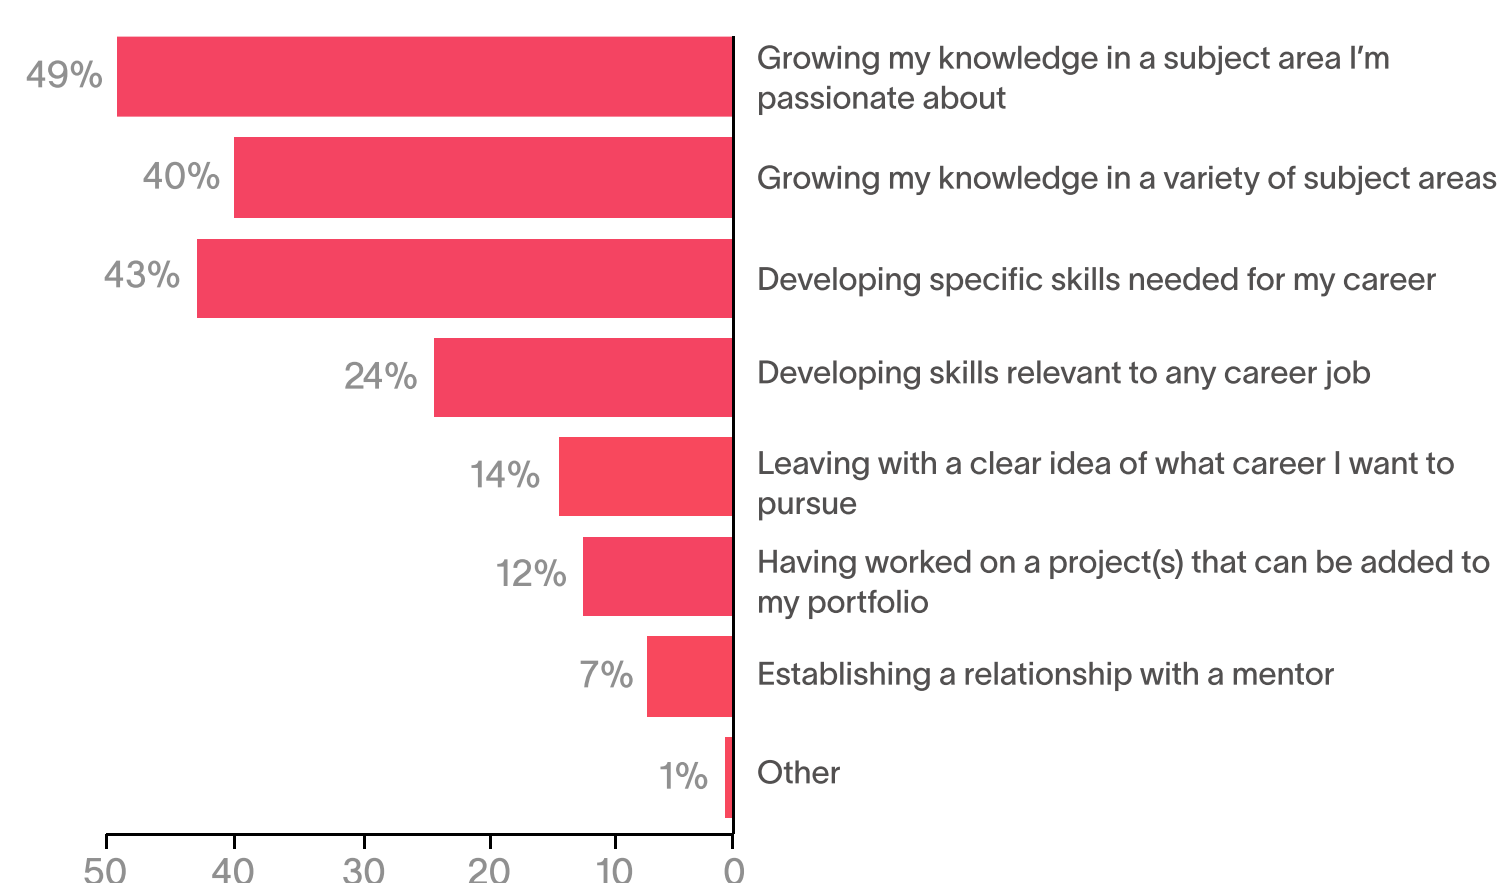 49%
Growing my knowledge in a subject area I’m
passionate about
40%
Growing my knowledge in a variety of subject areas
43%
Developing specific skills needed for my career
24%
Developing skills relevant to any career job
14%
Leaving with a clear idea of what career I want to
pursue
12%
Having worked on a project(s) that can be added to
my portfolio
7%
Establishing a relationship with a mentor
1%
Other
50 40 30 20 10 0